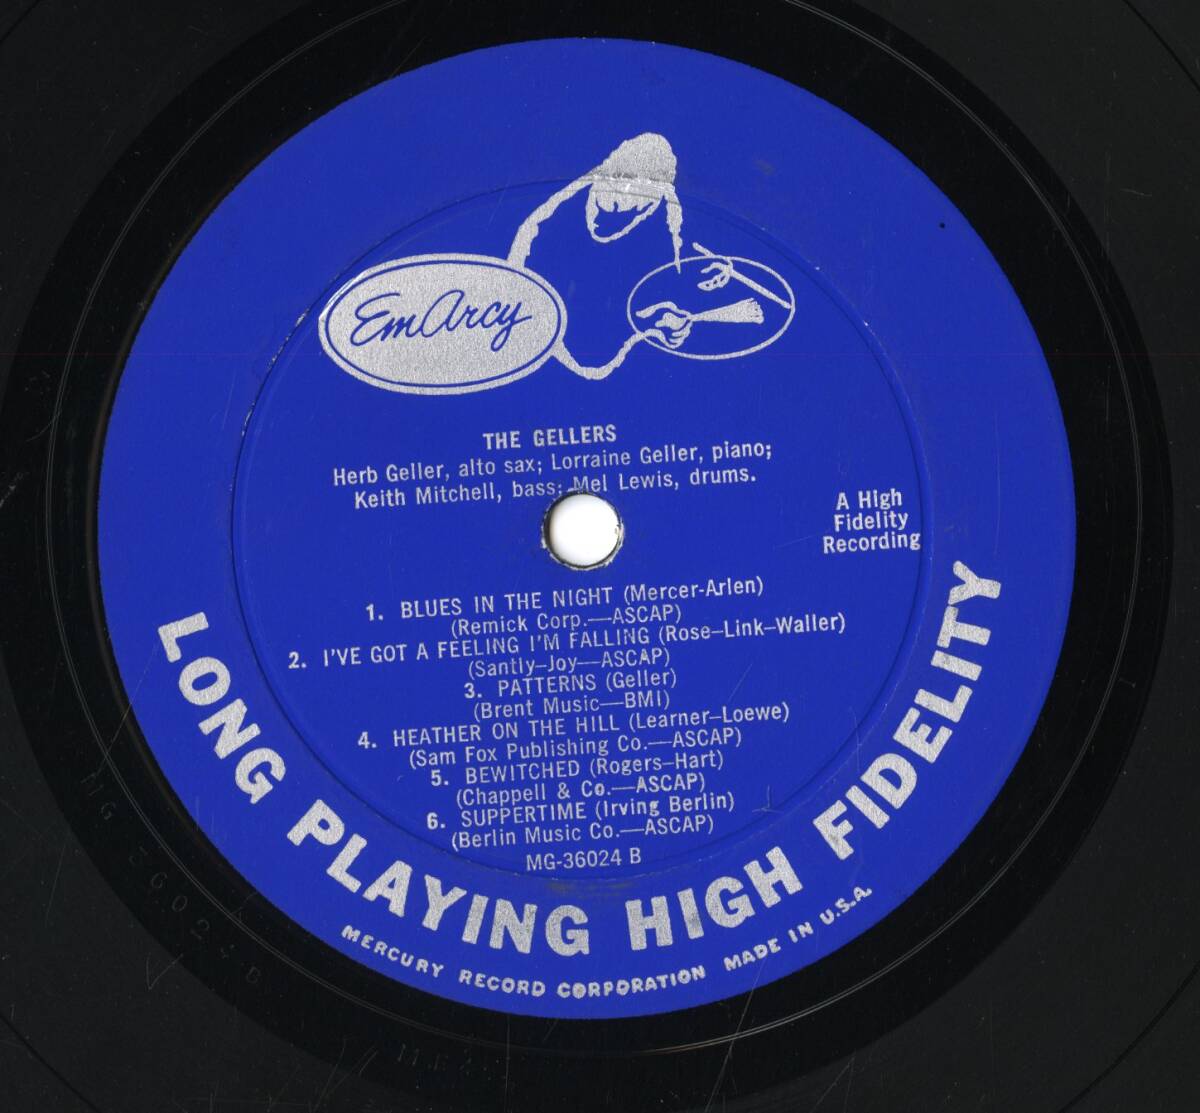 EmArcy
THE GELLERS
Herb Geller, alto sax; Lorraine Geller, piano;
Keith Mitchell, bass; Mel Lewis, drums.
A High
Fidelity
Recording
1. BLUES IN THE NIGHT (Mercer-Arlen)
(Remick Corp.—ASCAP)
2. I'VE GOT A FEELING I'M FALLING (Rose–Link–Waller)
(Santly–Joy—ASCAP)
3. PATTERNS (Geller)
(Brent Music—BMI)
4. HEATHER ON THE HILL (Learner–Loewe)
(Sam Fox Publishing Co.—ASCAP)
5. BEWITCHED (Rogers–Hart)
(Chappell & Co.—ASCAP)
6. SUPPERTIME (Irving Berlin)
(Berlin Music Co.—ASCAP)
MG-36024 B
LONG PLAYING HIGH FIDELITY
MERCURY RECORD CORPORATION MADE IN U.S.A.